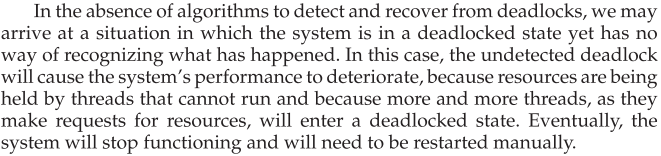 In the absence of algorithms to detect and recover from deadlocks, we may
arrive at a situation in which the system is in a deadlocked state yet has no
way of recognizing what has happened. In this case, the undetected deadlock
will cause the system’s performance to deteriorate, because resources are being
held by threads that cannot run and because more and more threads, as they
make requests for resources, will enter a deadlocked state. Eventually, the
system will stop functioning and will need to be restarted manually.